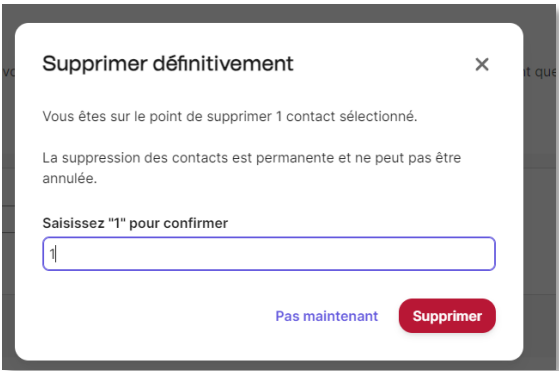 Supprimer définitivement
Vous êtes sur le point de supprimer 1 contact sélectionné.
La suppression des contacts est permanente et ne peut pas être
annulée.
Saisissez "1" pour confirmer
1
Pas maintenant
Supprimer